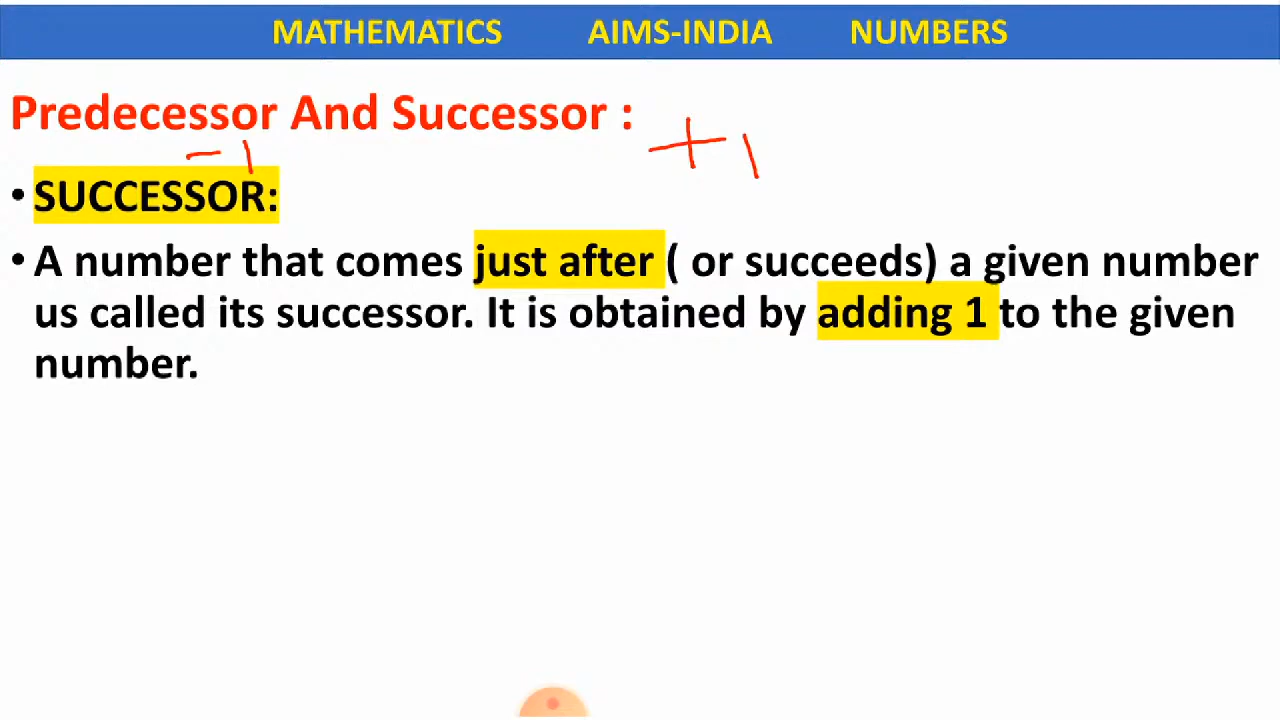 MATHEMATICS AIMS-INDIA NUMBERS
Predecessor And Successor :
- 1 + 1
• SUCCESSOR:
• A number that comes just after ( or succeeds) a given number
us called its successor. It is obtained by adding 1 to the given
number.